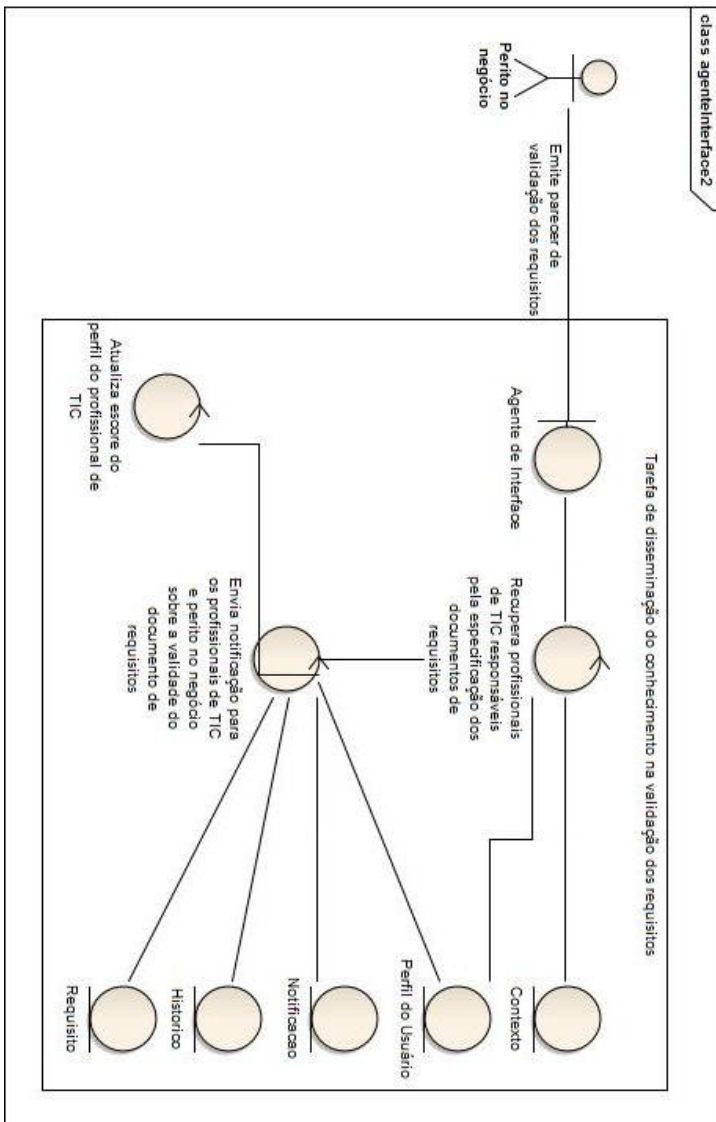 class agenteInterface2
Tarefa de disseminação do conhecimento na validação dos requisitos
Perito no
negócio
Emite parecer de
validação dos requisitos
Agente de Interface
Recupera profissionais
de TIC responsáveis
pela especificação dos
documentos de
requisitos
Contexto
Perfil do Usuário
Atualiza escore do
perfil do profissional de
TIC
Envia notificação para
os profissionais de TIC
e perito no negócio
sobre a validade do
documento de
requisitos
Notificacao
Historico
Requisito